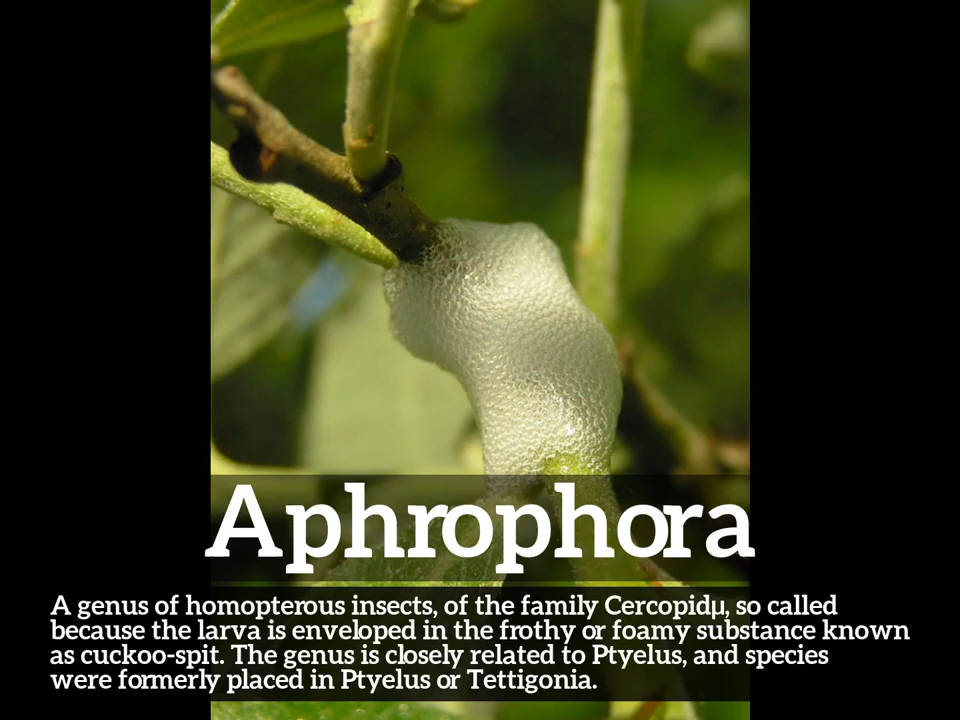 Aphrophora
A genus of homopterous insects, of the family Cercopidµ, so called
because the larva is enveloped in the frothy or foamy substance known
as cuckoo-spit. The genus is closely related to Ptyelus, and species
were formerly placed in Ptyelus or Tettigonia.